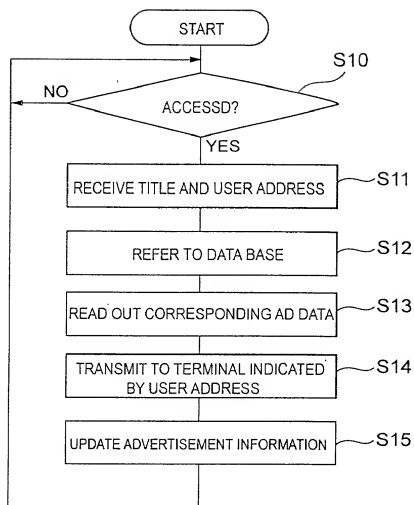 START
S10
NO
ACCESSD?
YES
RECEIVE TITLE AND USER ADDRESS
S11
REFER TO DATA BASE
S12
READ OUT CORRESPONDING AD DATA
S13
TRANSMIT TO TERMINAL INDICATED
BY USER ADDRESS
S14
UPDATE ADVERTISEMENT INFORMATION
S15